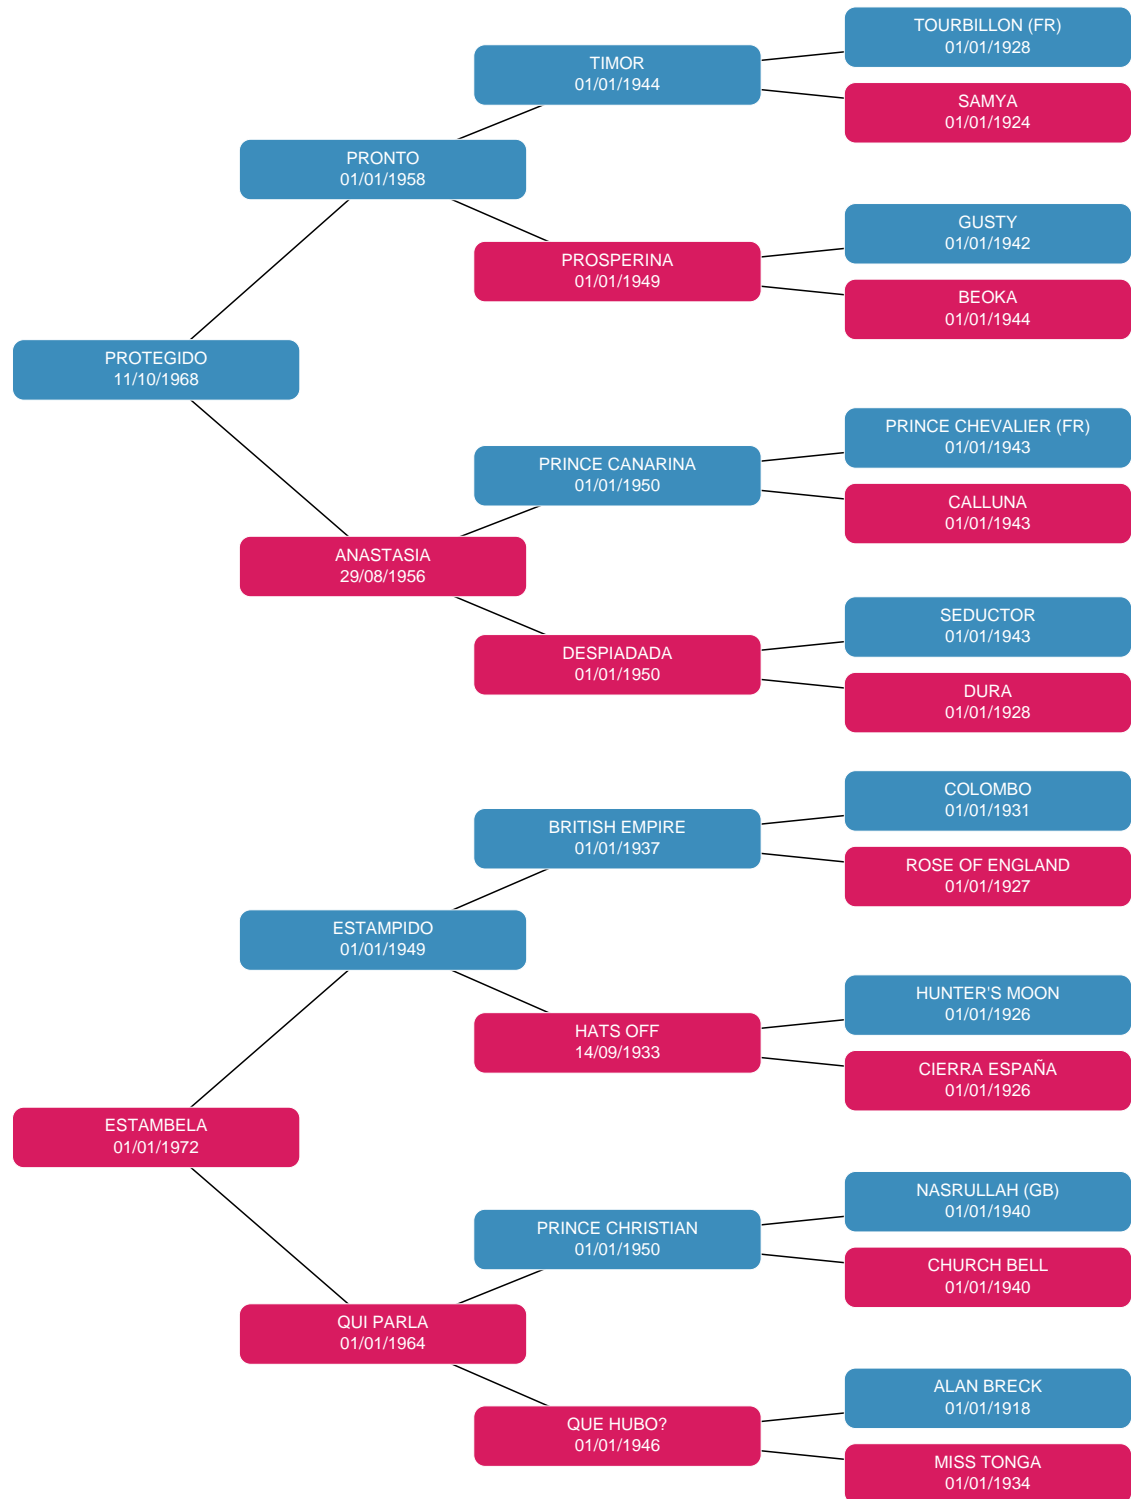 TOURBILLON (FR)
01/01/1928
TIMOR
01/01/1944
SAMYA
01/01/1924
PRONTO
01/01/1958
GUSTY
01/01/1942
PROSPERINA
01/01/1949
BEOKA
01/01/1944
PROTEGIDO
11/10/1968
PRINCE CHEVALIER (FR)
01/01/1943
PRINCE CANARINA
01/01/1950
CALLUNA
01/01/1943
ANASTASIA
29/08/1956
SEDUCTOR
01/01/1943
DESPIADADA
01/01/1950
DURA
01/01/1928
COLOMBO
01/01/1931
BRITISH EMPIRE
01/01/1937
ROSE OF ENGLAND
01/01/1927
ESTAMPIDO
01/01/1949
HUNTER'S MOON
01/01/1926
HATS OFF
14/09/1933
CIERRA ESPAÑA
01/01/1926
ESTAMBELA
01/01/1972
NASRULLAH (GB)
01/01/1940
PRINCE CHRISTIAN
01/01/1950
CHURCH BELL
01/01/1940
QUI PARLA
01/01/1964
ALAN BRECK
01/01/1918
QUE HUBO?
01/01/1946
MISS TONGA
01/01/1934